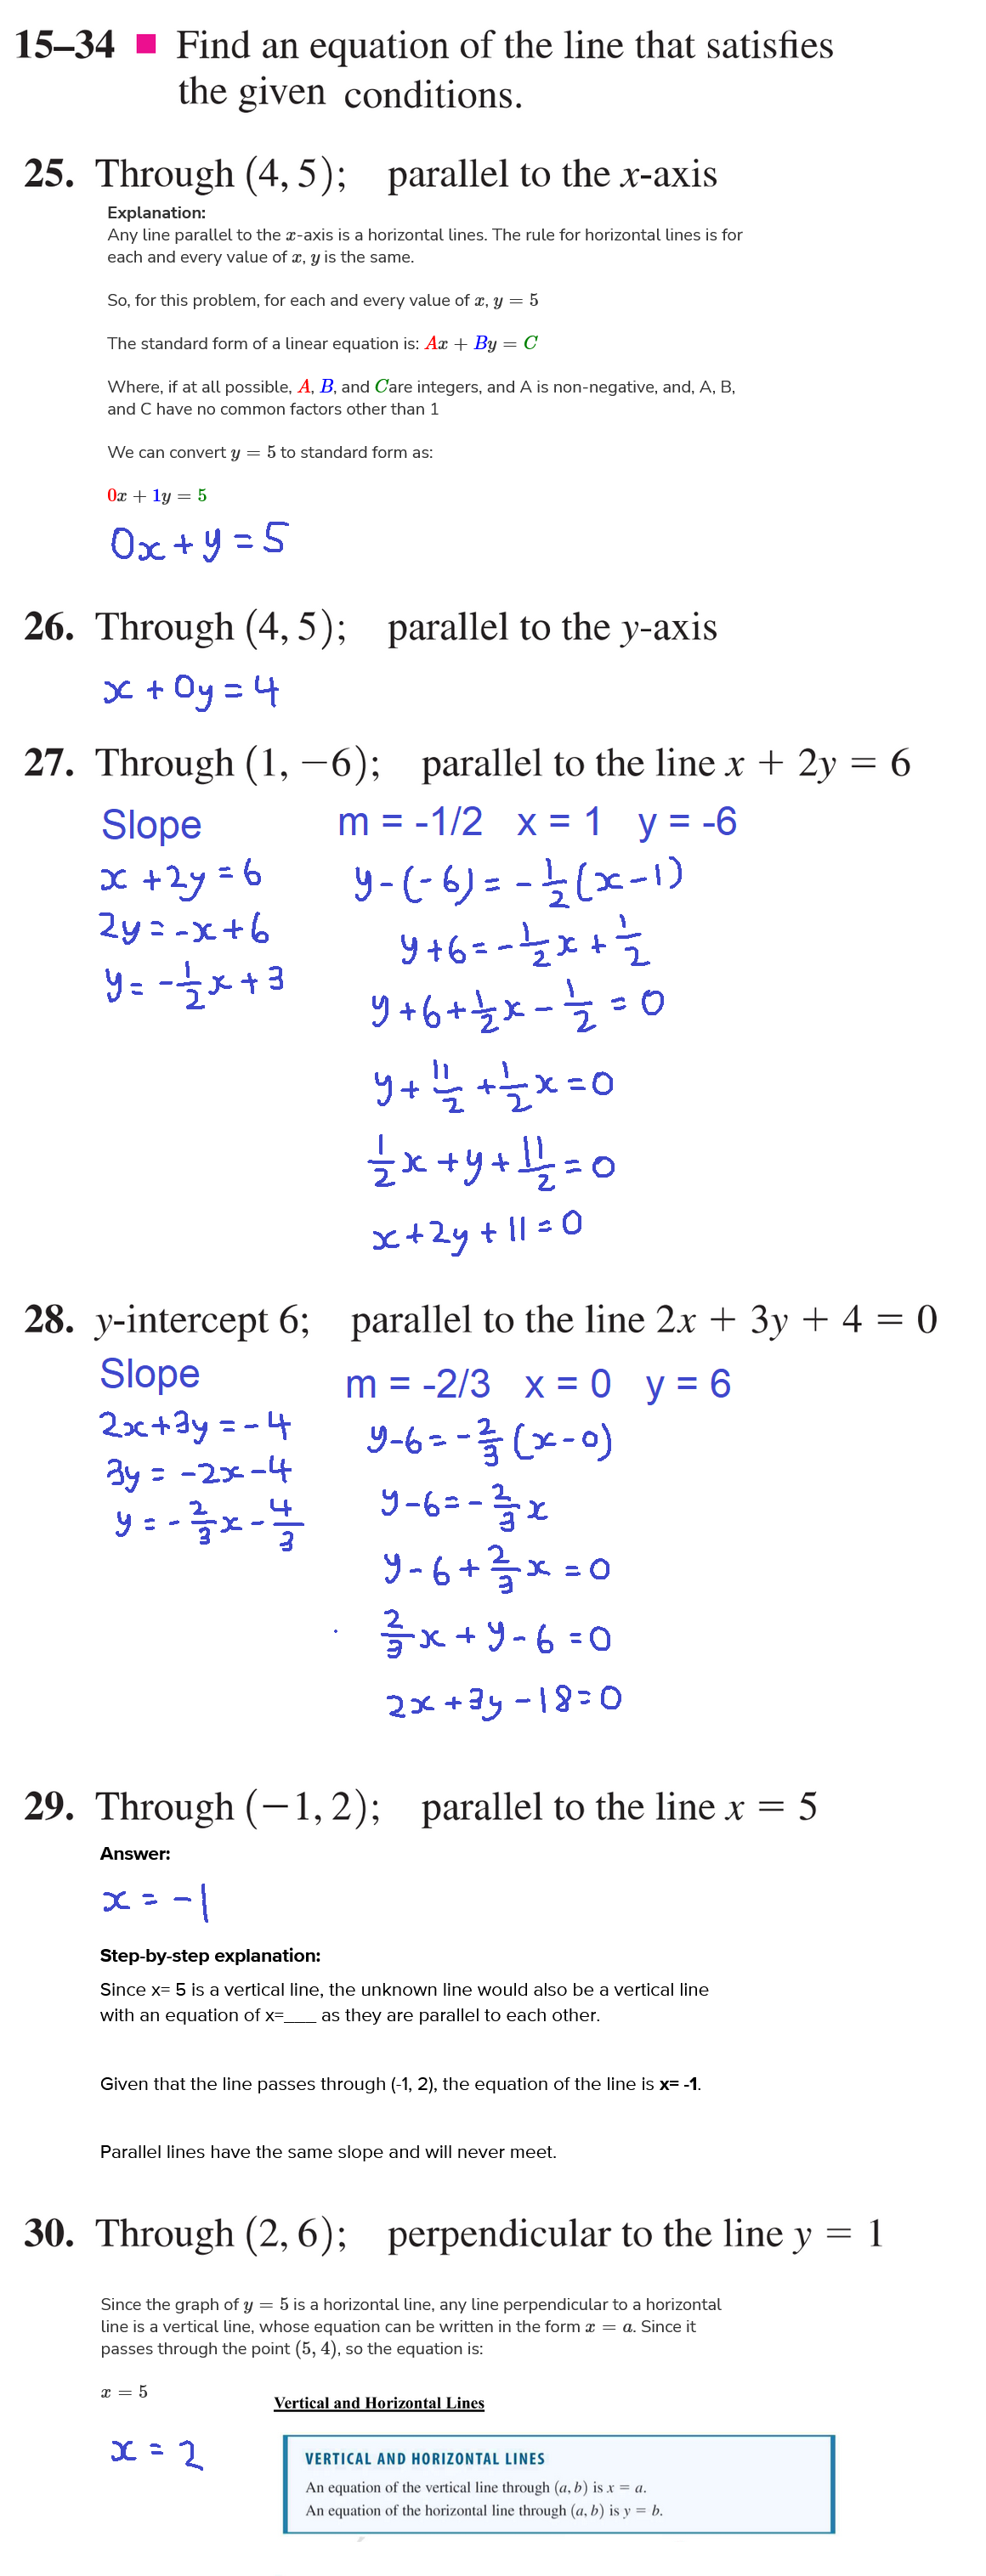 15–34 ■ Find an equation of the line that satisfies
the given conditions.
25. Through (4, 5); parallel to the x-axis
Explanation:
Any line parallel to the x-axis is a horizontal lines. The rule for horizontal lines is for
each and every value of x, y is the same.
So, for this problem, for each and every value of x, y = 5
The standard form of a linear equation is: Ax + By = C
Where, if at all possible, A, B, and Care integers, and A is non-negative, and, A, B,
and C have no common factors other than 1
We can convert y = 5 to standard form as:
0x + 1y = 5
0x + y = 5
26. Through (4, 5); parallel to the y-axis
x + 0y = 4
27. Through (1, −6); parallel to the line x + 2y = 6
Slope
x + 2y = 6
2y = -x + 6
y = -1/2 x + 3
m = -1/2 x = 1 y = -6
y - (-6) = -1/2 (x - 1)
y + 6 = -1/2 x + 1/2
y + 6 + 1/2 x - 1/2 = 0
y + 11/2 + 1/2 x = 0
1/2 x + y + 11/2 = 0
x + 2y + 11 = 0
28. y-intercept 6; parallel to the line 2x + 3y + 4 = 0
Slope
2x + 3y = -4
3y = -2x - 4
y = -2/3 x - 4/3
m = -2/3 x = 0 y = 6
y - 6 = -2/3 (x - 0)
y - 6 = -2/3 x
y - 6 + 2/3 x = 0
2/3 x + y - 6 = 0
2x + 3y - 18 = 0
29. Through (−1, 2); parallel to the line x = 5
Answer:
x = -1
Step-by-step explanation:
Since x= 5 is a vertical line, the unknown line would also be a vertical line
with an equation of x=___ as they are parallel to each other.
Given that the line passes through (-1, 2), the equation of the line is x= -1.
Parallel lines have the same slope and will never meet.
30. Through (2, 6); perpendicular to the line y = 1
Since the graph of y = 5 is a horizontal line, any line perpendicular to a horizontal
line is a vertical line, whose equation can be written in the form x = a. Since it
passes through the point (5, 4), so the equation is:
x = 5
x = 2
Vertical and Horizontal Lines
VERTICAL AND HORIZONTAL LINES
An equation of the vertical line through (a, b) is x = a.
An equation of the horizontal line through (a, b) is y = b.